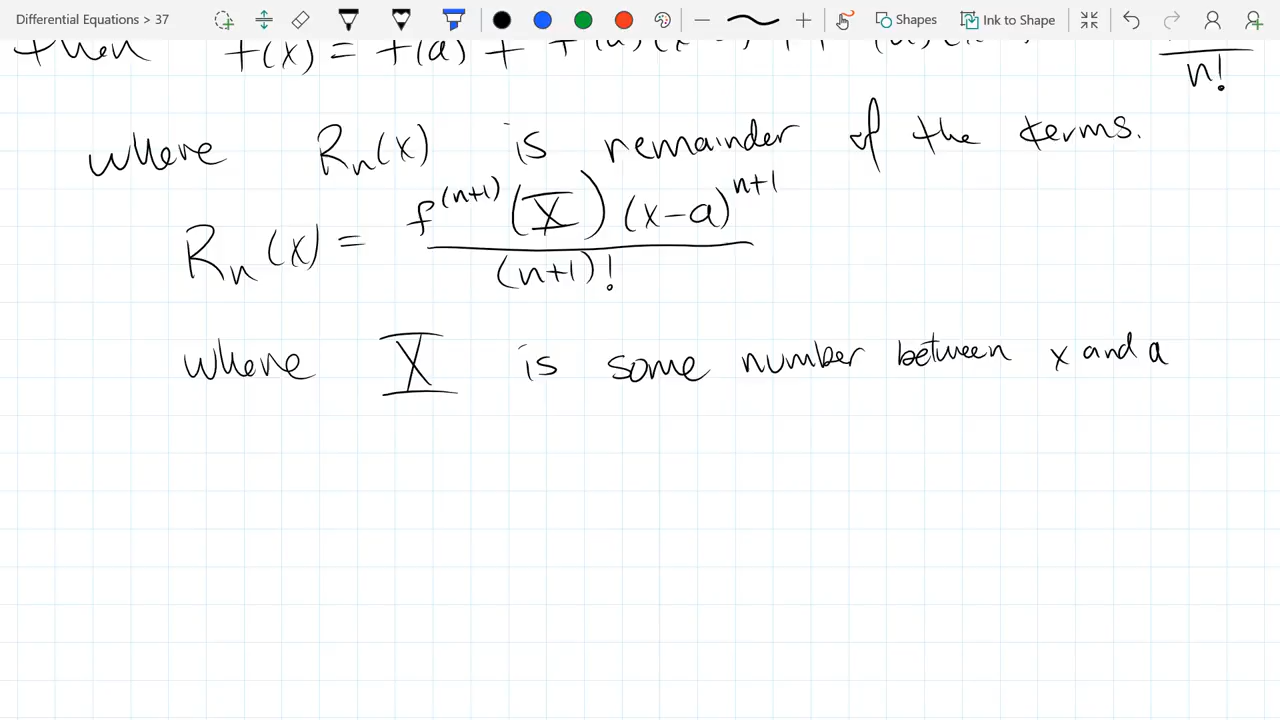 Differential Equations > 37
Shapes
Ink to Shape
then f(x) = f(a) +
n!
where Rn(x) is remainder of the terms.
Rn(x) = f^(n+1) (X) (x-a)^n+1 / (n+1)!
where X is some number between x and a